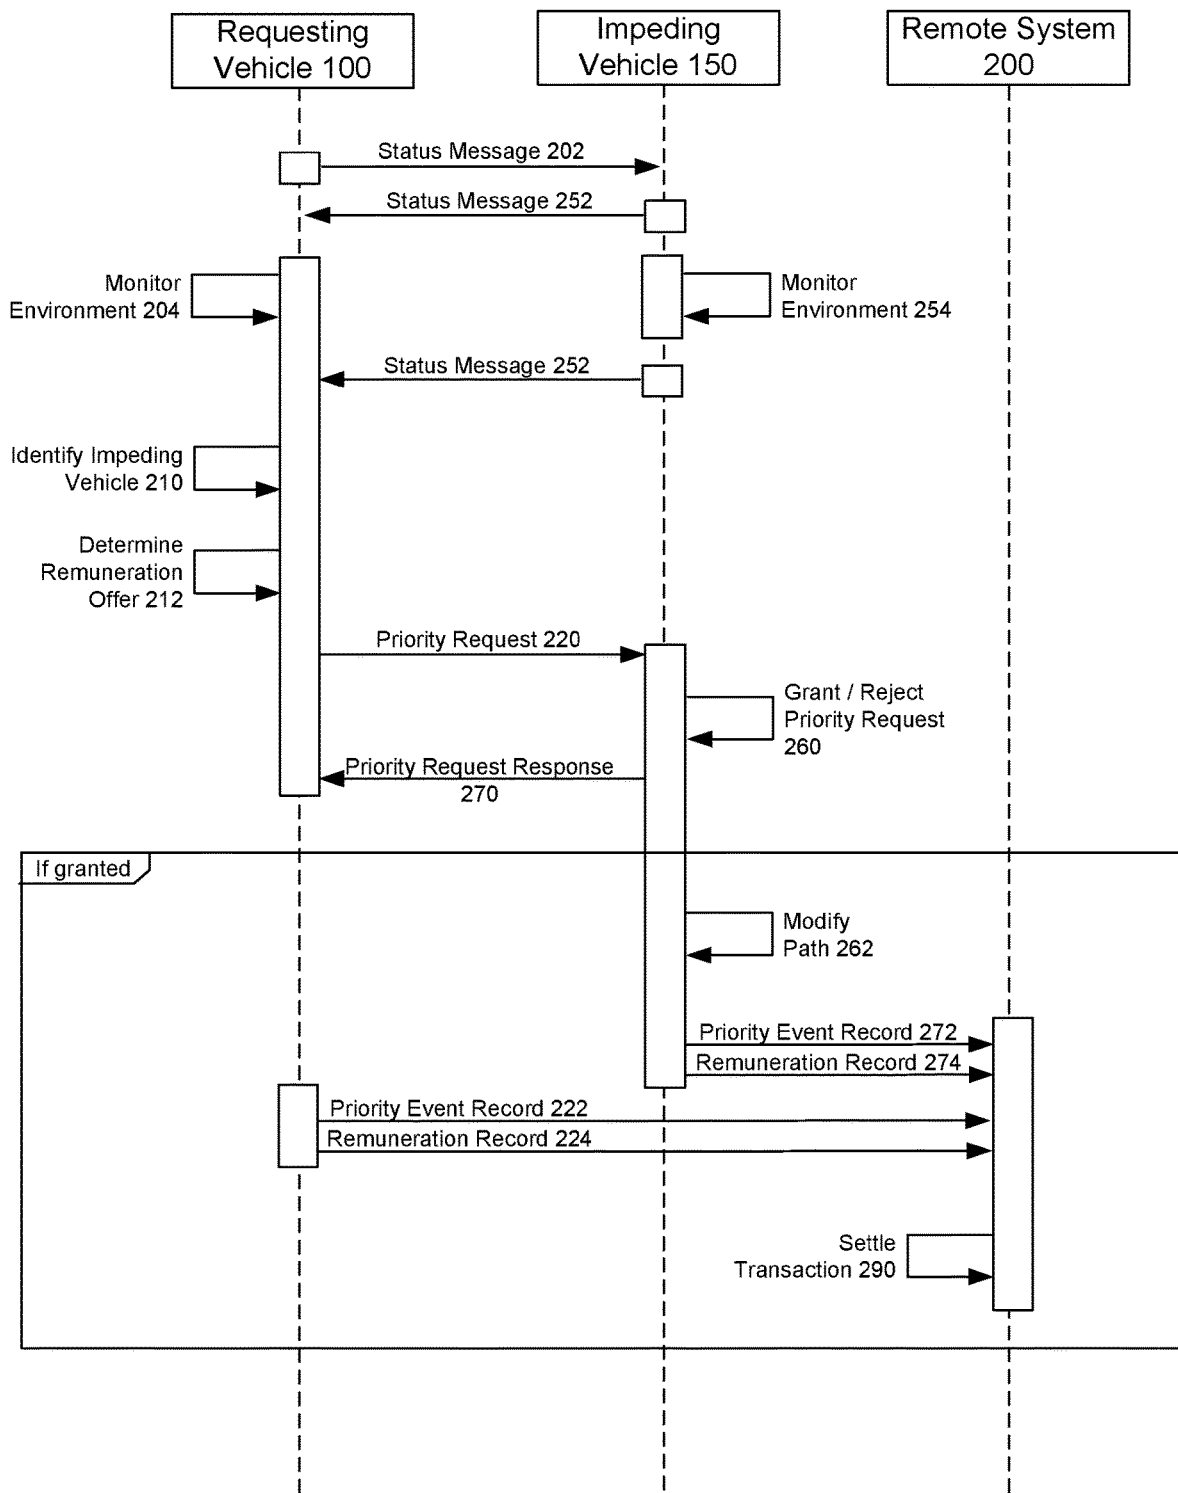 Requesting
Vehicle 100
Impeding
Vehicle 150
Remote System
200
Status Message 202
Status Message 252
Monitor
Environment 204
Monitor
Environment 254
Status Message 252
Identify Impeding
Vehicle 210
Determine
Remuneration
Offer 212
Priority Request 220
Grant / Reject
Priority Request
260
Priority Request Response
270
If granted
Modify
Path 262
Priority Event Record 272
Remuneration Record 274
Priority Event Record 222
Remuneration Record 224
Settle
Transaction 290